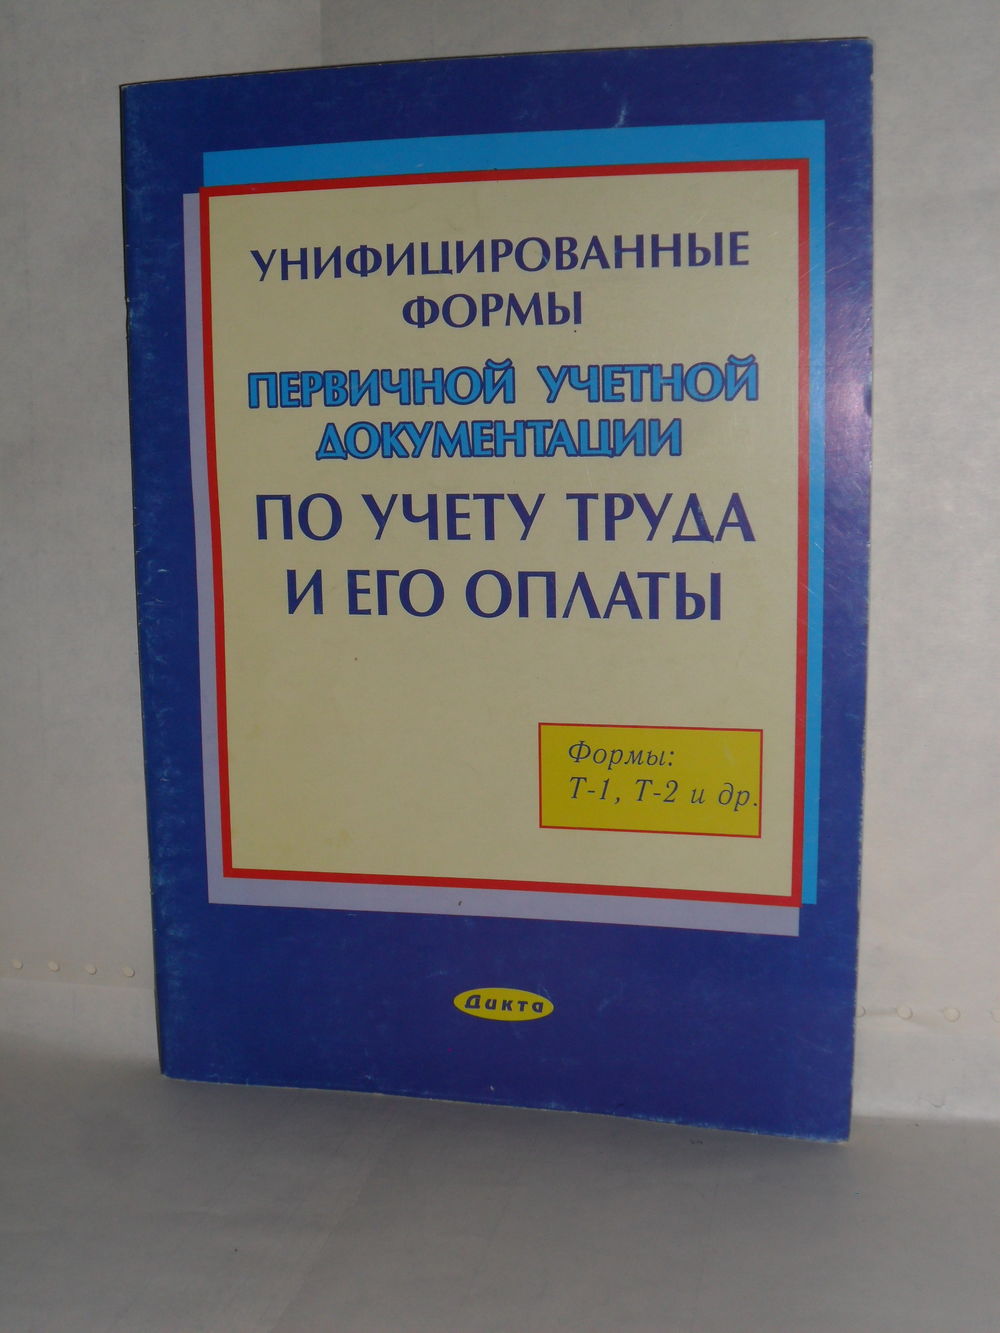 УНИФИЦИРОВАННЫЕ
ФОРМЫ
ПЕРВИЧНОЙ УЧЕТНОЙ
ДОКУМЕНТАЦИИ
ПО УЧЕТУ ТРУДА
И ЕГО ОПЛАТЫ
Формы:
Т-1, Т-2 и др.
Дикта